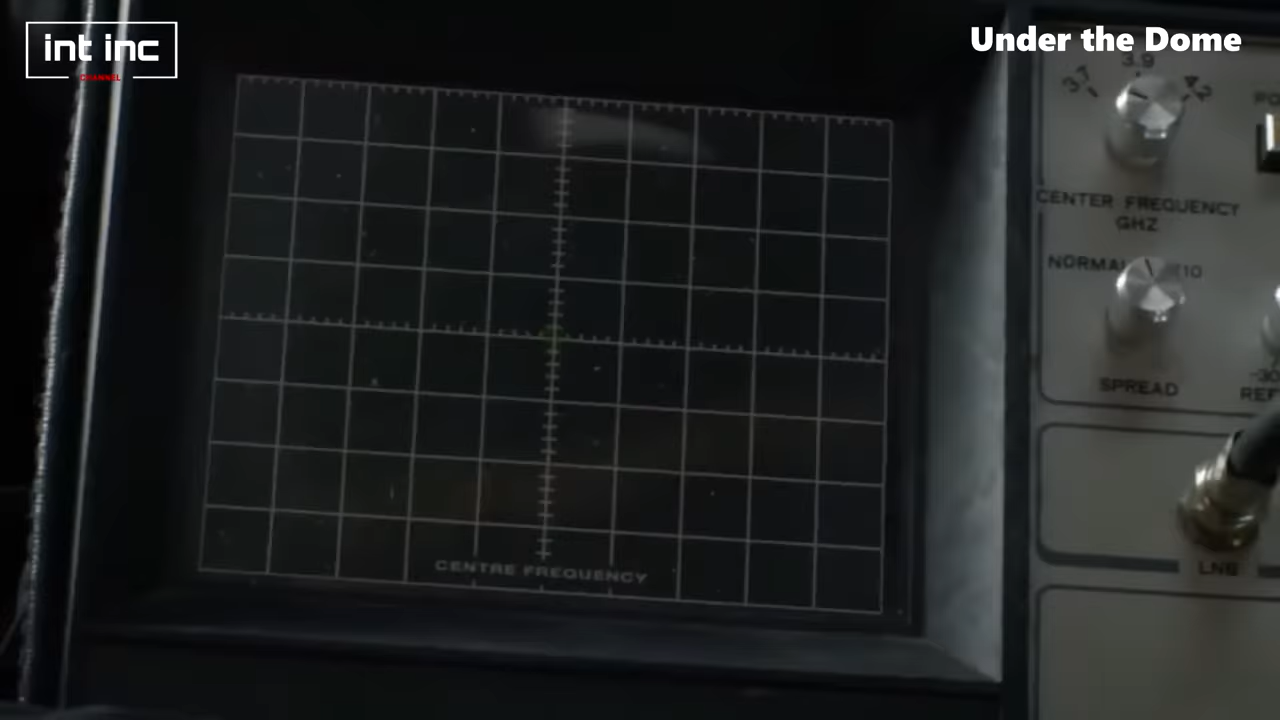 int inc
CHANNEL
Under the Dome
3.7
3.9
4.2
CENTER FREQUENCY
GHZ
NORMAL
SPREAD
CENTRE FREQUENCY
LNB